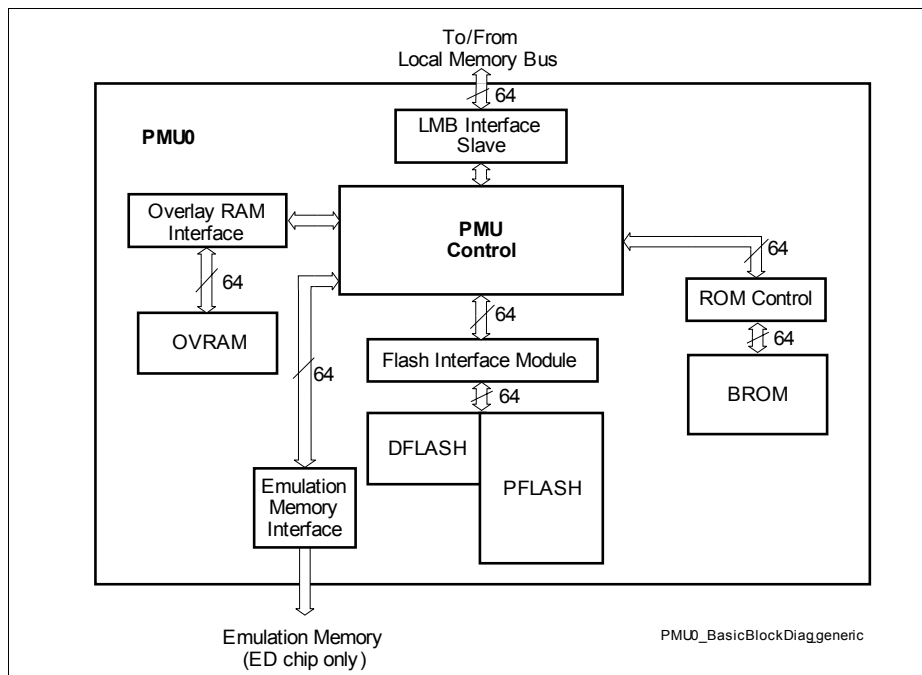 To/From
Local Memory Bus
64
PMU0
LMB Interface
Slave
Overlay RAM
Interface
PMU
Control
64
64
ROM Control
64
OVRAM
64
Flash Interface Module
64
64
BROM
DFLASH
PFLASH
Emulation
Memory
Interface
Emulation Memory
(ED chip only)
PMU0_BasicBlockDiag.generic